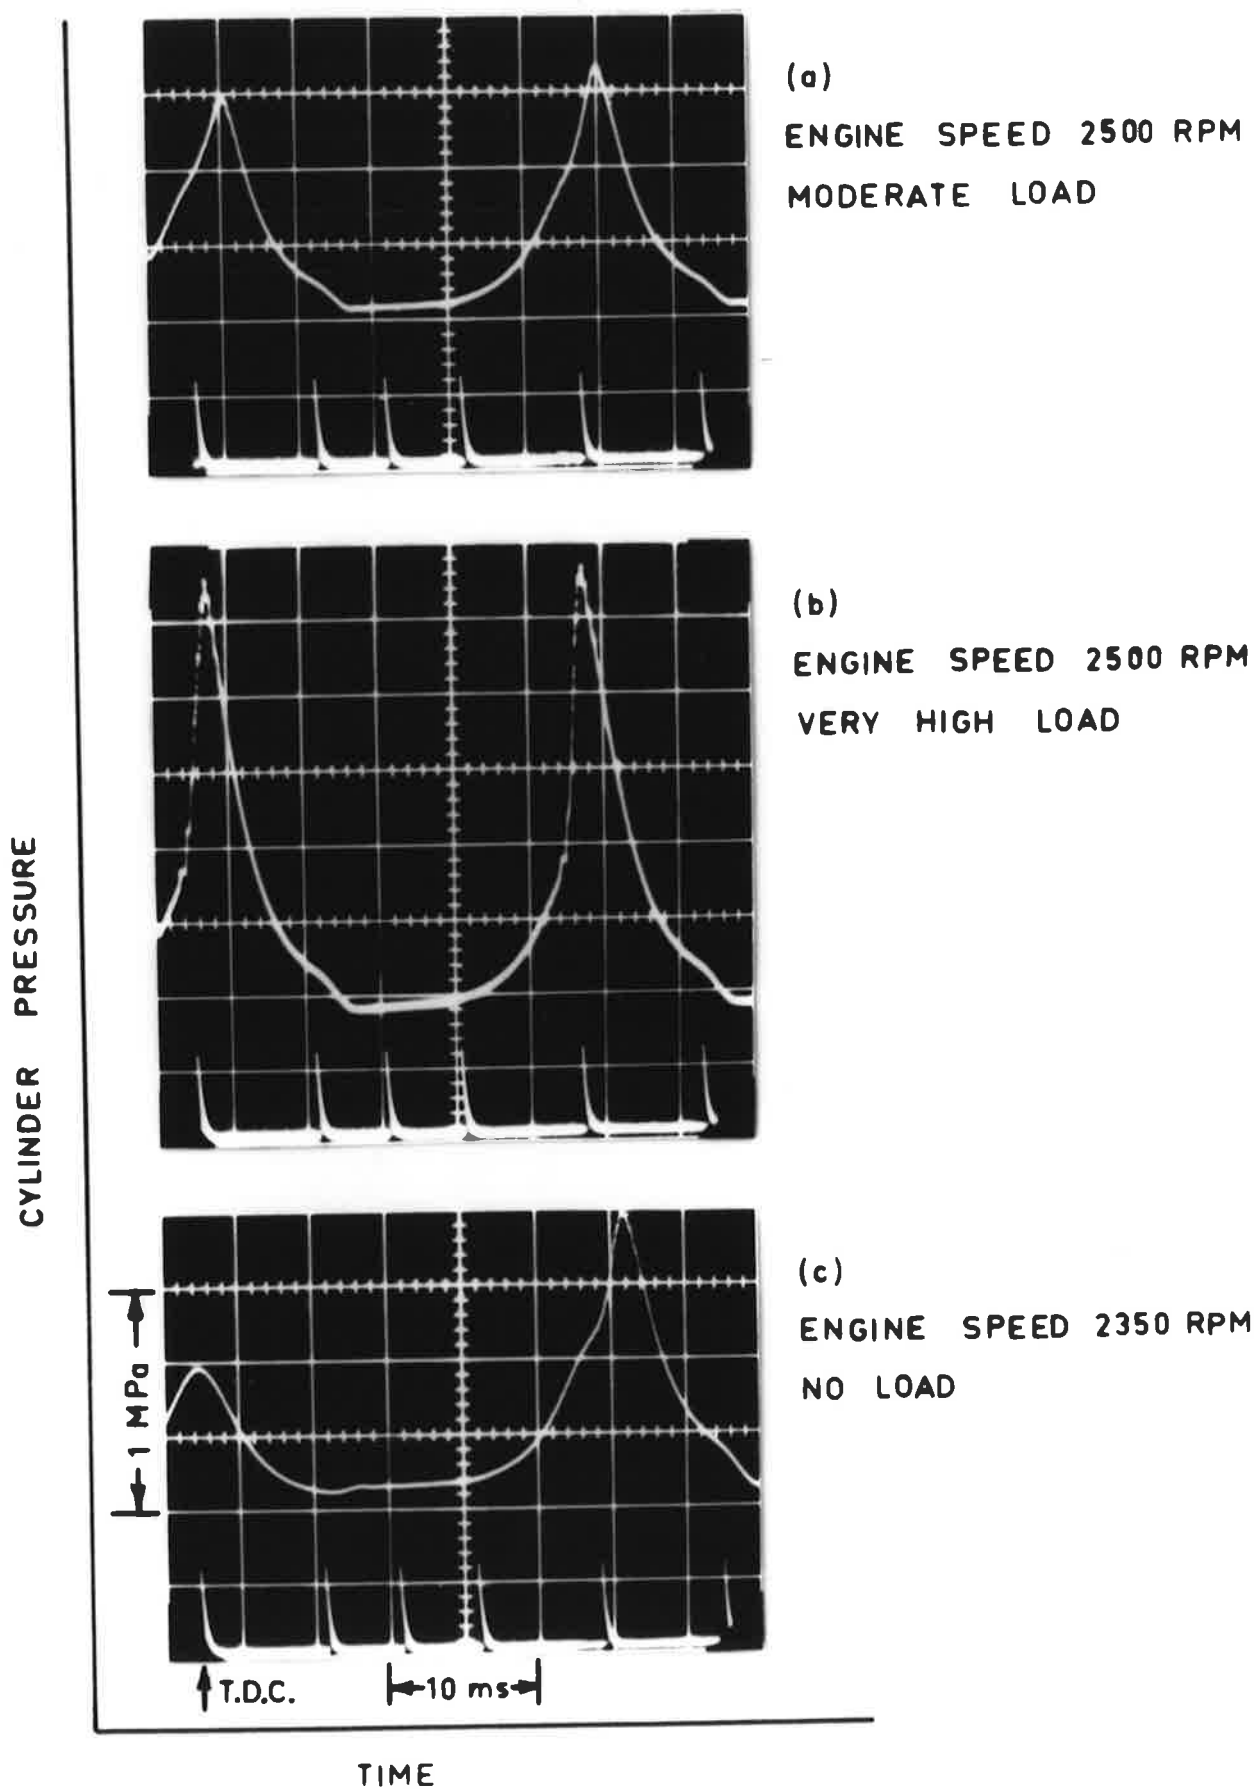 (a)
ENGINE SPEED 2500 RPM
MODERATE LOAD
(b)
ENGINE SPEED 2500 RPM
VERY HIGH LOAD
(c)
ENGINE SPEED 2350 RPM
NO LOAD
CYLINDER PRESSURE
1 MPa
T.D.C.
10 ms
TIME